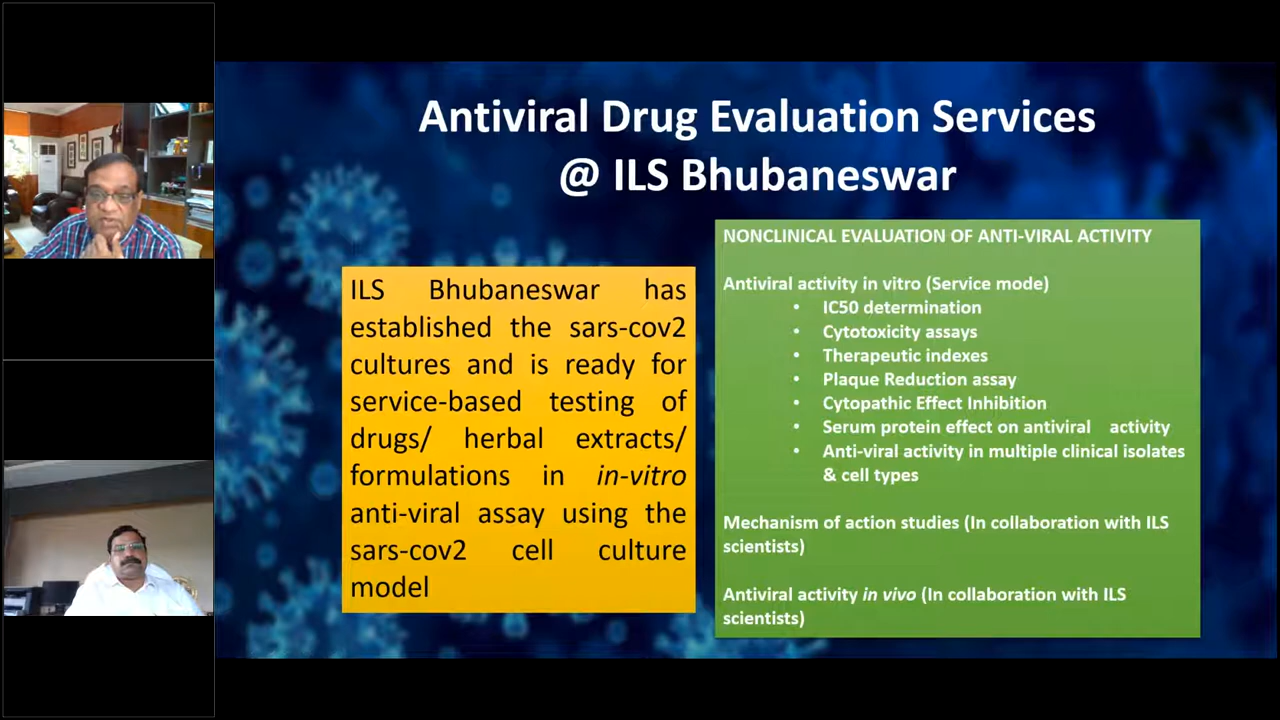 Antiviral Drug Evaluation Services
@ ILS Bhubaneswar
ILS Bhubaneswar has
established the sars-cov2
cultures and is ready for
service-based testing of
drugs/ herbal extracts/
formulations in in-vitro
anti-viral assay using the
sars-cov2 cell culture
model
NONCLINICAL EVALUATION OF ANTI-VIRAL ACTIVITY
Antiviral activity in vitro (Service mode)
• IC50 determination
• Cytotoxicity assays
• Therapeutic indexes
• Plaque Reduction assay
• Cytopathic Effect Inhibition
• Serum protein effect on antiviral activity
• Anti-viral activity in multiple clinical isolates
& cell types
Mechanism of action studies (In collaboration with ILS
scientists)
Antiviral activity in vivo (In collaboration with ILS
scientists)